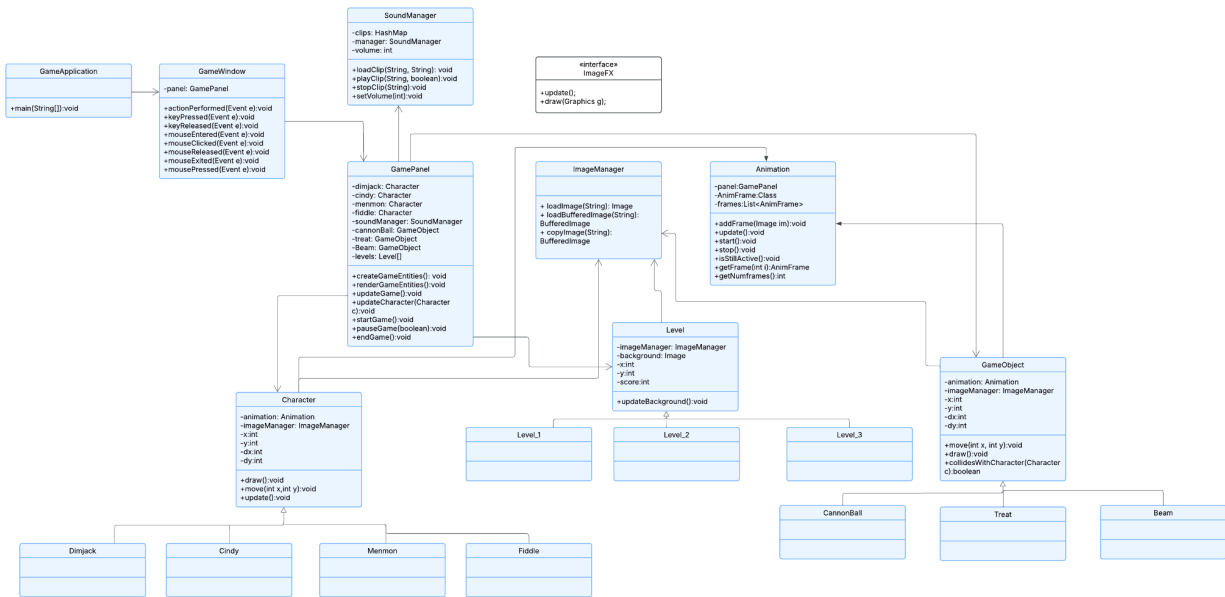 SoundManager
-clips: HashMap
-manager: SoundManager
-volume: int
+loadClip(String, String): void
+playClip(String, boolean):void
+stopClip(String):void
+setVolume(int):void
«interface»
ImageFX
+update();
+draw(Graphics g);
GameApplication
+main(String[]):void
GameWindow
-panel: GamePanel
+actionPerformed(Event e):void
+keyPressed(Event e):void
+keyReleased(Event e):void
+mouseEntered(Event e):void
+mouseClicked(Event e):void
+mouseReleased(Event e):void
+mouseExited(Event e):void
+mousePressed(Event e):void
GamePanel
-dimjack: Character
-cindy: Character
-menmon: Character
-fiddle: Character
-soundManager: SoundManager
-cannonBall: GameObject
-treat: GameObject
-Beam: GameObject
-levels: Level[]
+createGameEntities(): void
+renderGameEntities():void
+updateGame():void
+updateCharacter(Character
c):void
+startGame():void
+pauseGame(boolean):void
+endGame():void
ImageManager
+ loadImage(String): Image
+ loadBufferedImage(String):
BufferedImage
+ copyImage(String):
BufferedImage
Animation
-panel:GamePanel
-AnimFrame:Class
-frames:List<AnimFrame>
+addFrame(Image im):void
+update():void
+start():void
+stop():void
+isStillActive():void
+getFrame(int i):AnimFrame
+getNumframes():int
Level
-imageManager: ImageManager
-background: Image
-x:int
-y:int
-score:int
+updateBackground():void
GameObject
-animation: Animation
-imageManager: ImageManager
-x:int
-y:int
-dx:int
-dy:int
+move(int x, int y):void
+draw():void
+collidesWithCharacter(Character
c):boolean
Character
-animation: Animation
-imageManager: ImageManager
-x:int
-y:int
-dx:int
-dy:int
+draw():void
+move(int x,int y):void
+update():void
Level_1
Level_2
Level_3
CannonBall
Treat
Beam
Dimjack
Cindy
Menmon
Fiddle